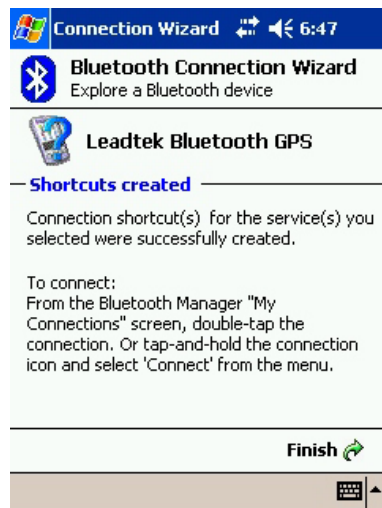 Connection Wizard 6:47
Bluetooth Connection Wizard
Explore a Bluetooth device
Leadtek Bluetooth GPS
Shortcuts created
Connection shortcut(s) for the service(s) you
selected were successfully created.
To connect:
From the Bluetooth Manager "My
Connections" screen, double-tap the
connection. Or tap-and-hold the connection
icon and select 'Connect' from the menu.
Finish